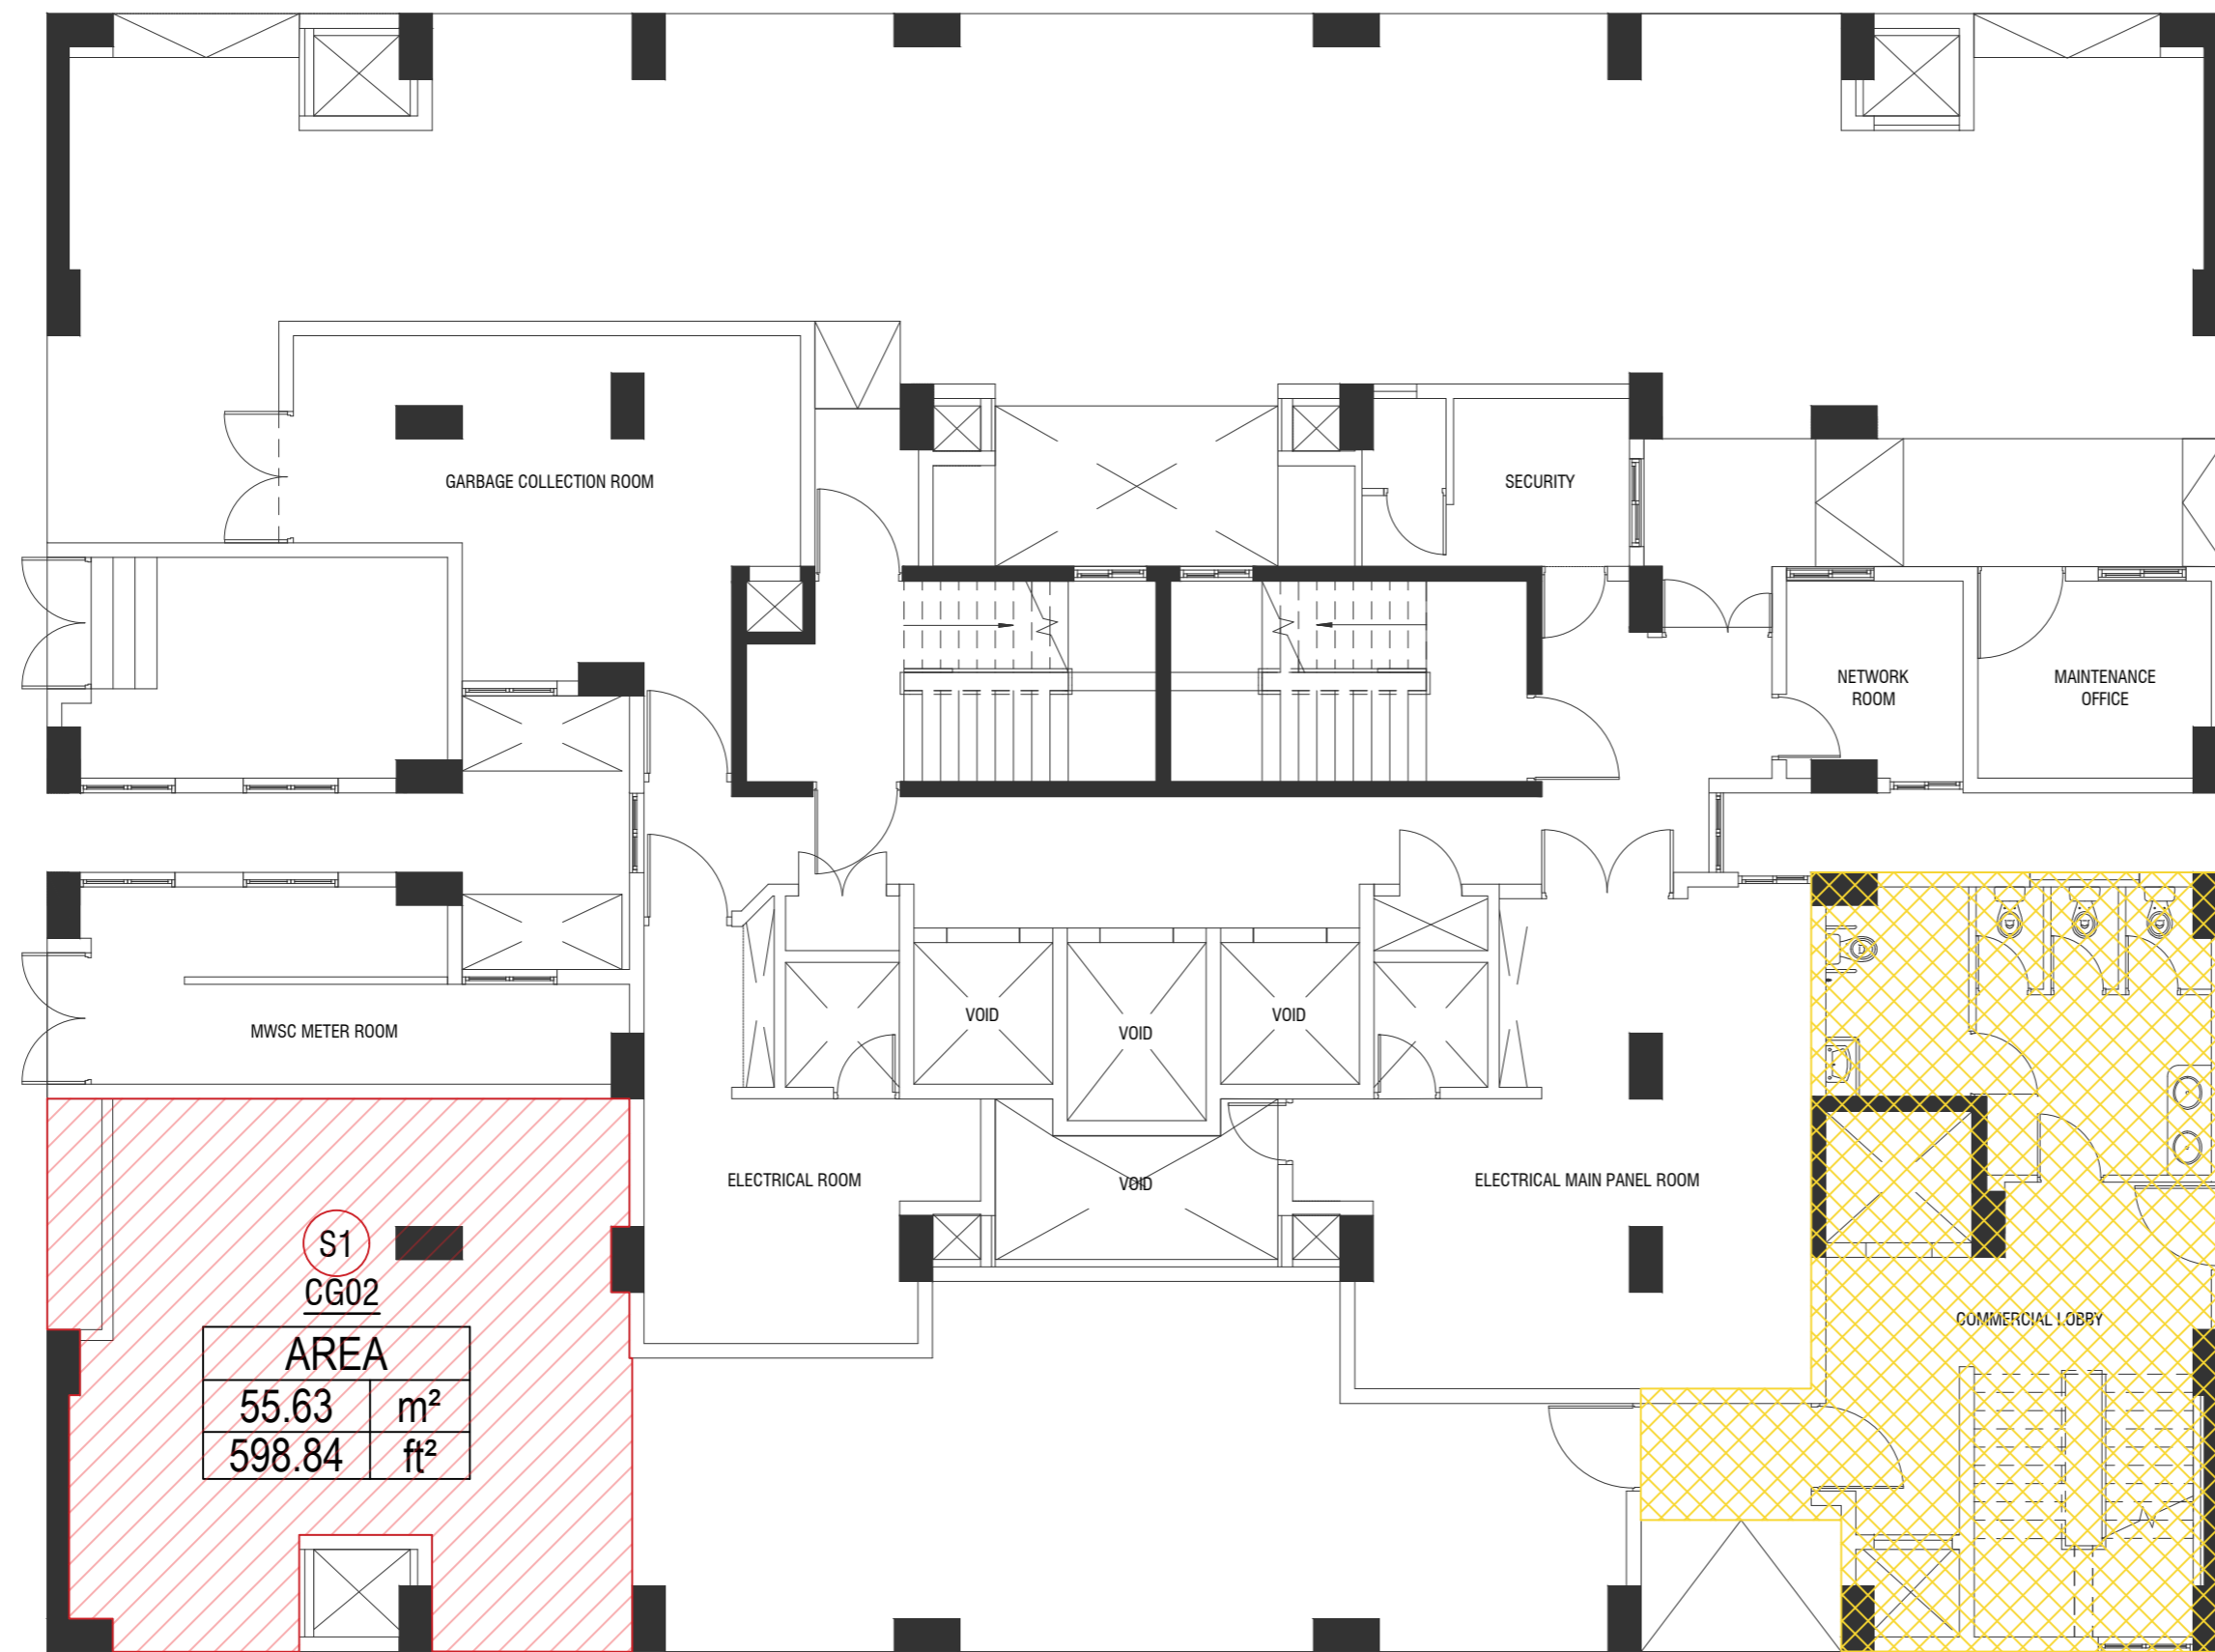 GARBAGE COLLECTION ROOM
SECURITY
NETWORK
ROOM
MAINTENANCE
OFFICE
VOID
VOID
VOID
MWSC METER ROOM
ELECTRICAL ROOM
VOID
ELECTRICAL MAIN PANEL ROOM
S1
CG02
COMMERCIAL LOBBY
AREA
55.63 m²
598.84 ft²